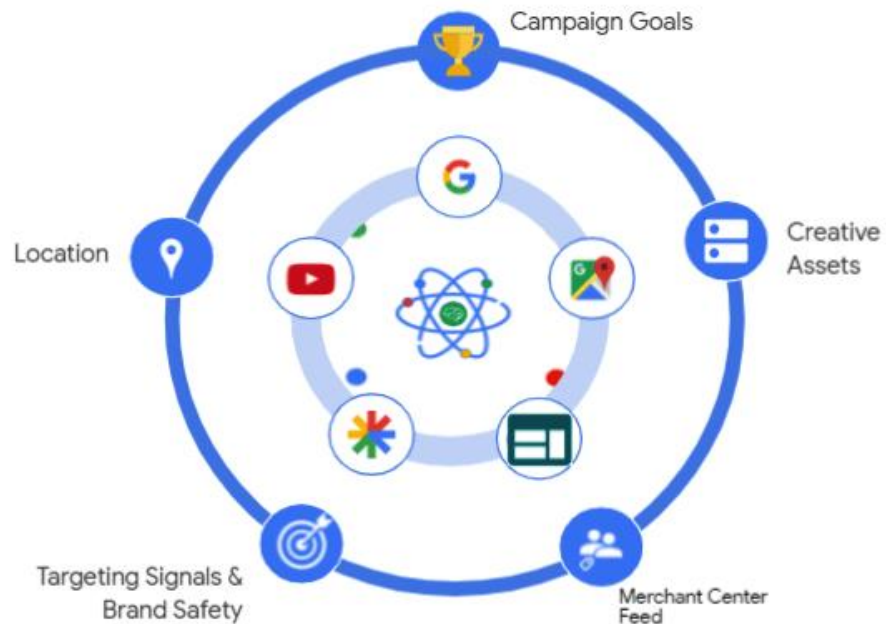 Campaign Goals
Location
Creative
Assets
Targeting Signals &
Brand Safety
Merchant Center
Feed